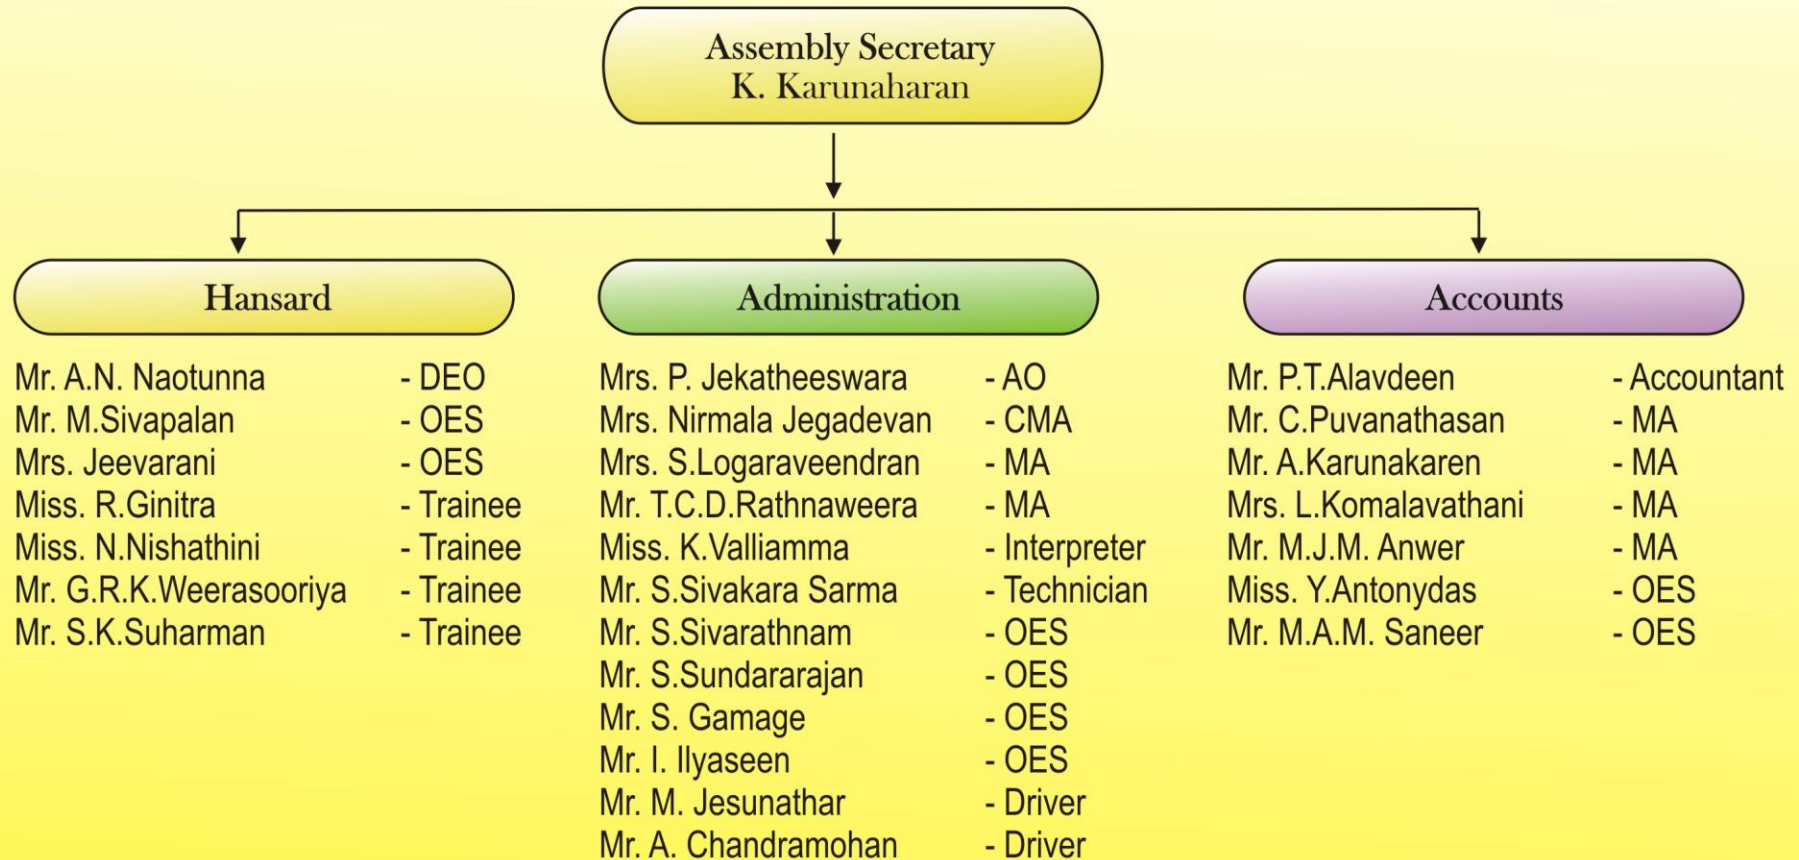 Assembly Secretary
K. Karunaharan
Hansard
Mr. A.N. Naotunna - DEO
Mr. M.Sivapalan - OES
Mrs. Jeevarani - OES
Miss. R.Ginitra - Trainee
Miss. N.Nishathini - Trainee
Mr. G.R.K.Weerasooriya - Trainee
Mr. S.K.Suharman - Trainee
Administration
Mrs. P. Jekatheeswara - AO
Mrs. Nirmala Jegadevan - CMA
Mrs. S.Logaraveendran - MA
Mr. T.C.D.Rathnaweera - MA
Miss. K.Valliamma - Interpreter
Mr. S.Sivakara Sarma - Technician
Mr. S.Sivarathnam - OES
Mr. S.Sundararajan - OES
Mr. S. Gamage - OES
Mr. I. Ilyaseen - OES
Mr. M. Jesunathar - Driver
Mr. A. Chandramohan - Driver
Accounts
Mr. P.T.Alavdeen - Accountant
Mr. C.Puvanathasan - MA
Mr. A.Karunakaren - MA
Mrs. L.Komalavathani - MA
Mr. M.J.M. Anwer - MA
Miss. Y.Antonydas - OES
Mr. M.A.M. Saneer - OES